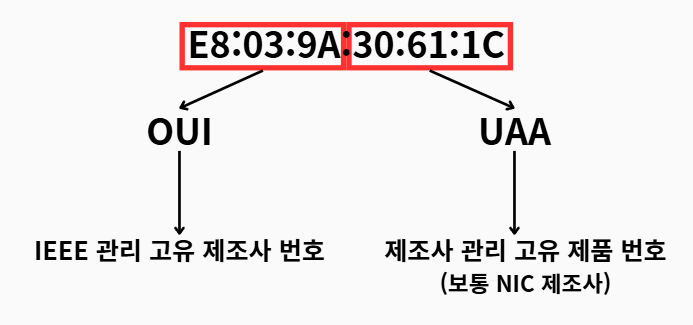 E8:03:9A:30:61:1C
OUI
UAA
IEEE 관리 고유 제조사 번호
제조사 관리 고유 제품 번호
(보통 NIC 제조사)